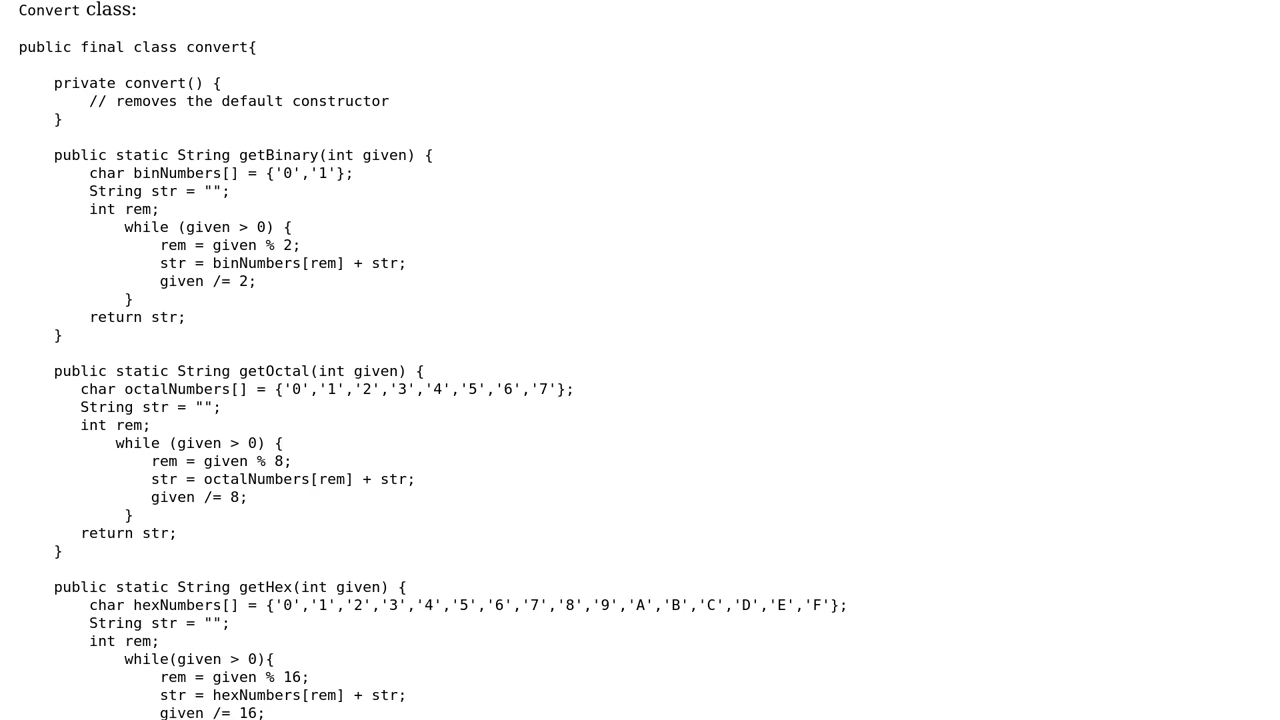 Convert class:
public final class convert{
    private convert() {
        // removes the default constructor
    }
    public static String getBinary(int given) {
        char binNumbers[] = {'0','1'};
        String str = "";
        int rem;
            while (given > 0) {
                rem = given % 2;
                str = binNumbers[rem] + str;
                given /= 2;
            }
        return str;
    }
    public static String getOctal(int given) {
       char octalNumbers[] = {'0','1','2','3','4','5','6','7'};
       String str = "";
       int rem;
           while (given > 0) {
               rem = given % 8;
               str = octalNumbers[rem] + str;
               given /= 8;
            }
       return str;
    }
    public static String getHex(int given) {
        char hexNumbers[] = {'0','1','2','3','4','5','6','7','8','9','A','B','C','D','E','F'};
        String str = "";
        int rem;
            while(given > 0){
                rem = given % 16;
                str = hexNumbers[rem] + str;
                given /= 16;